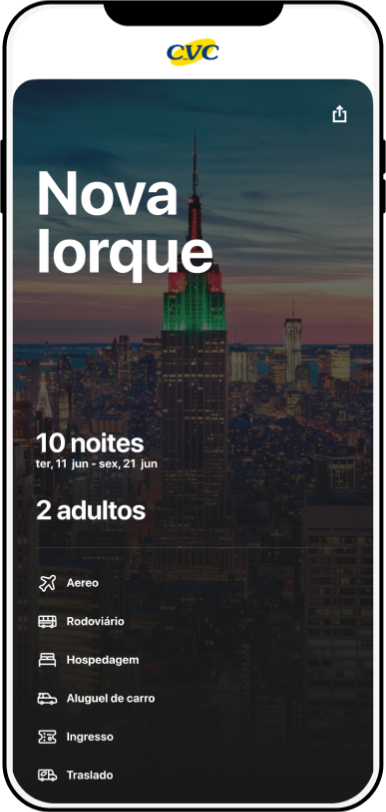 CVC
Nova
Iorque
10 noites
ter, 11 jun - sex, 21 jun
2 adultos
Aereo
Rodoviário
Hospedagem
Aluguel de carro
Ingresso
Traslado